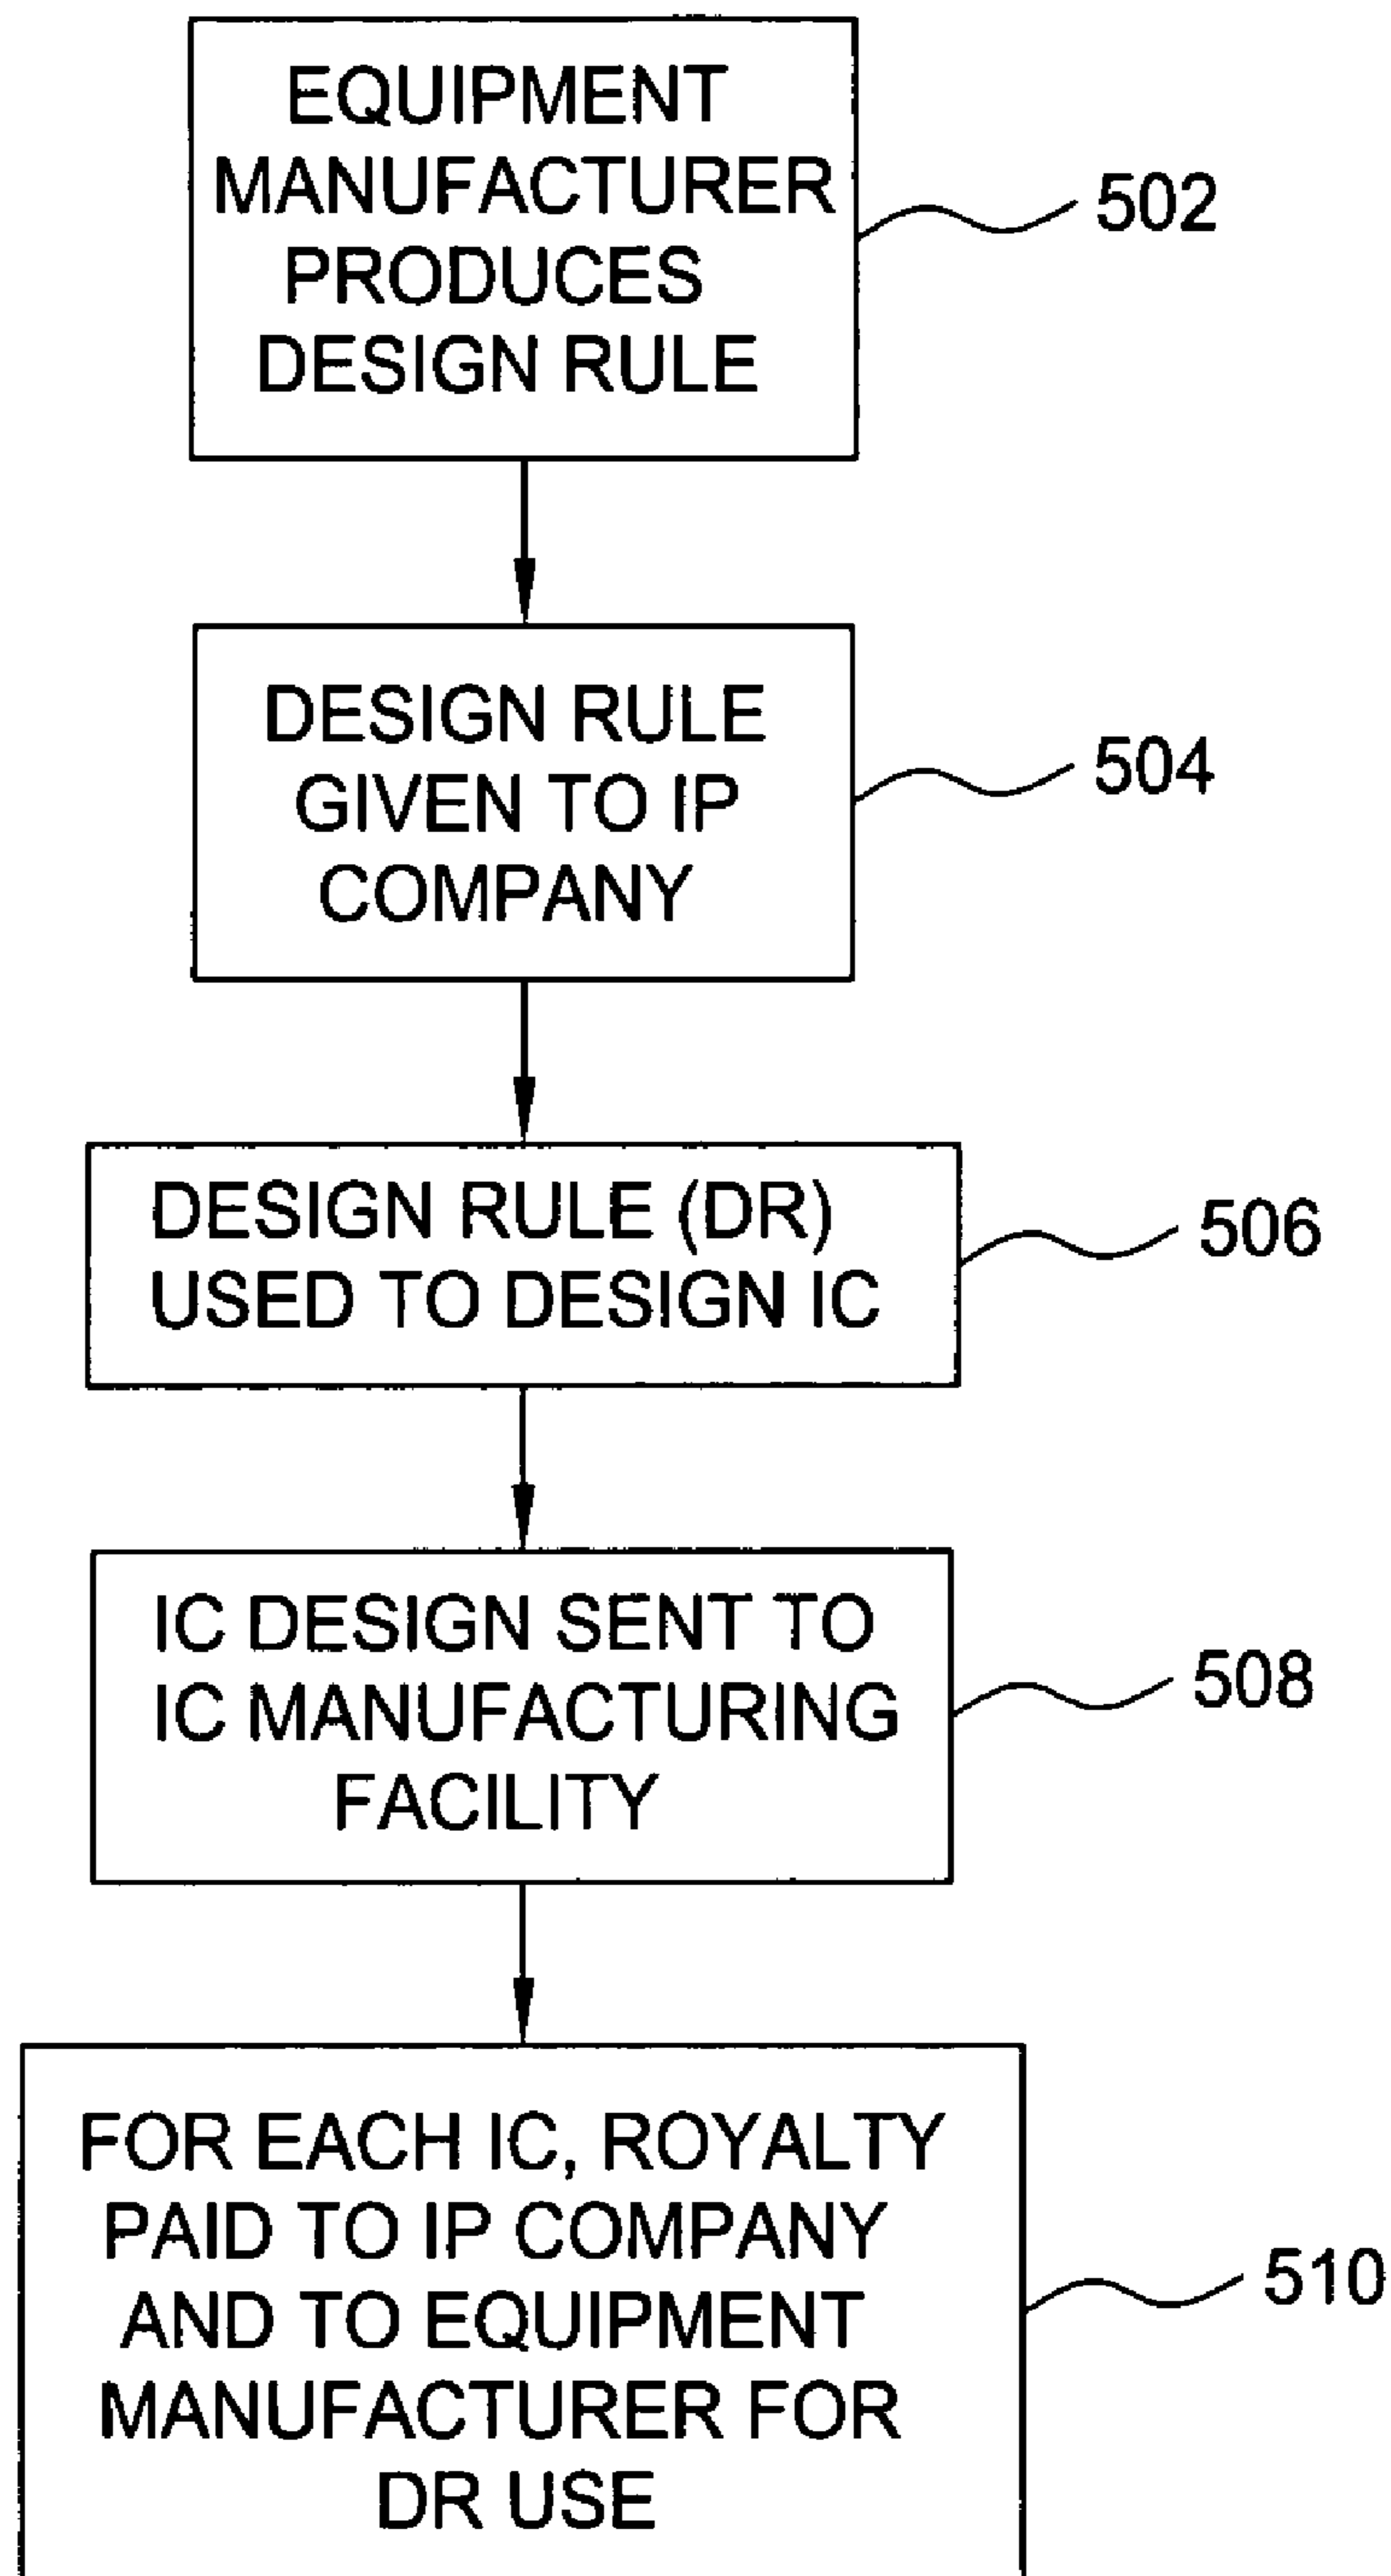 EQUIPMENT
MANUFACTURER
PRODUCES
DESIGN RULE
502
DESIGN RULE
GIVEN TO IP
COMPANY
504
DESIGN RULE (DR)
USED TO DESIGN IC
506
IC DESIGN SENT TO
IC MANUFACTURING
FACILITY
508
FOR EACH IC, ROYALTY
PAID TO IP COMPANY
AND TO EQUIPMENT
MANUFACTURER FOR
DR USE
510